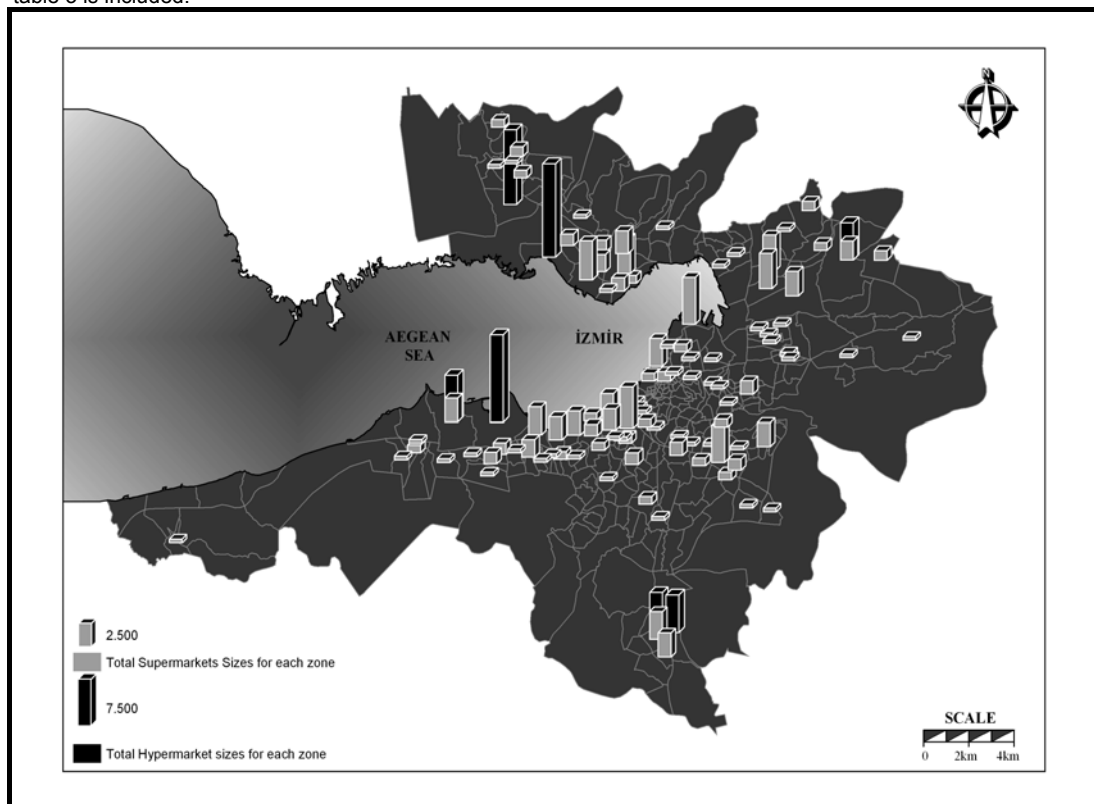 table 3 is included.
N
AEGEAN
SEA
İZMİR
2.500
Total Supermarkets Sizes for each zone
7.500
Total Hypermarket sizes for each zone
SCALE
0 2km 4km